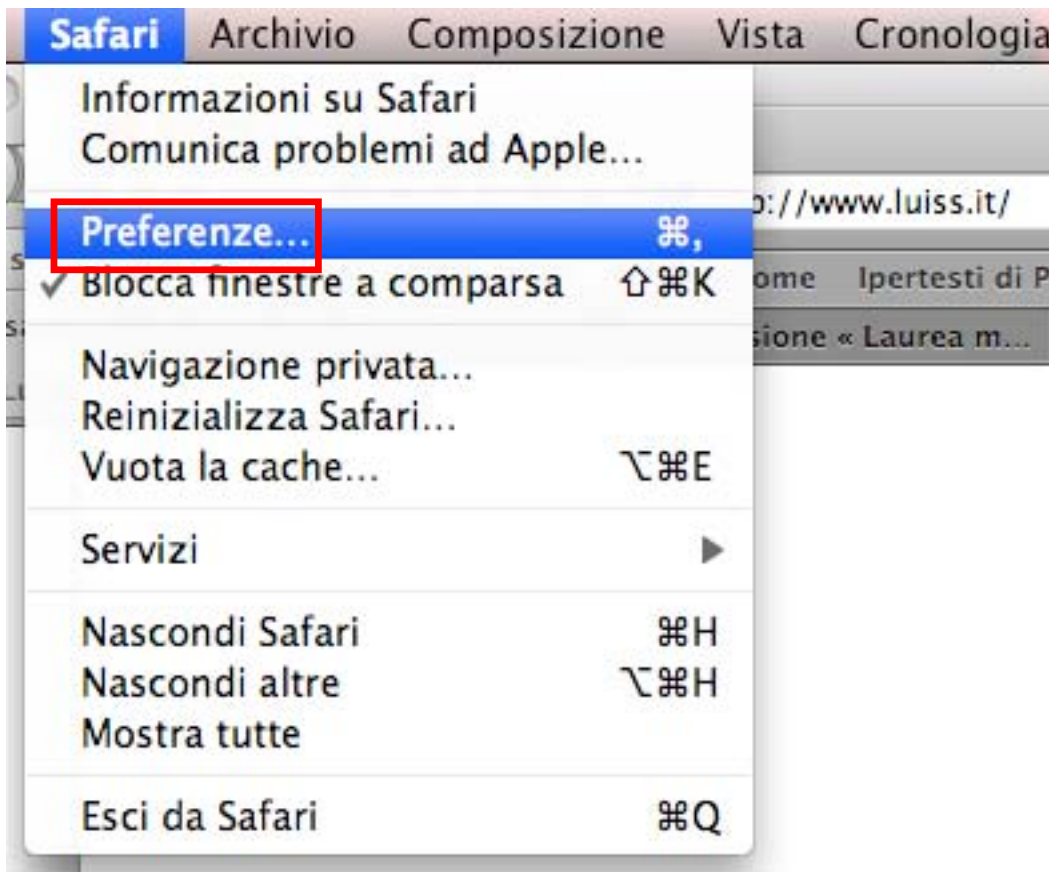 Safari Archivio Composizione Vista Cronologia
Informazioni su Safari
Comunica problemi ad Apple...
://www.luiss.it/
Preferenze... ⌘,
✓ Blocca finestre a comparsa ⇧⌘K
Ipertesti di P
« Laurea m...
Navigazione privata...
Reinizializza Safari...
Vuota la cache... ⌥⌘E
Servizi ▶
Nascondi Safari ⌘H
Nascondi altre ⌥⌘H
Mostra tutte
Esci da Safari ⌘Q